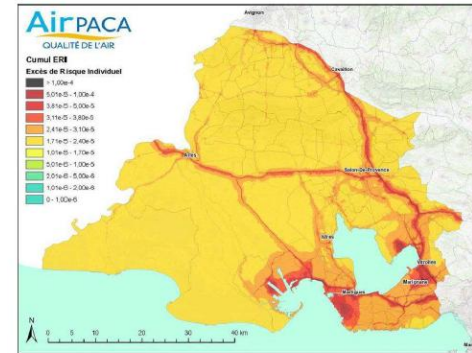 AirPACA
QUALITÉ DE L'AIR
Cumul ERI
Excès de Risque Individuel
> 1,00e-4
5,01e-5 - 1,00e-4
3,81e-5 - 5,00e-5
3,11e-5 - 3,80e-5
2,41e-5 - 3,10e-5
1,71e-5 - 2,40e-5
1,01e-5 - 1,70e-5
5,01e-6 - 1,00e-5
2,01e-6 - 5,00e-6
1,01e-6 - 2,00e-6
0 - 1,00e-6
Avignon
Cavaillon
Arles
Salon-De-Provence
Istres
Vitrolles
Marignane
Martigues
N
0 5 10 20 30 40
km